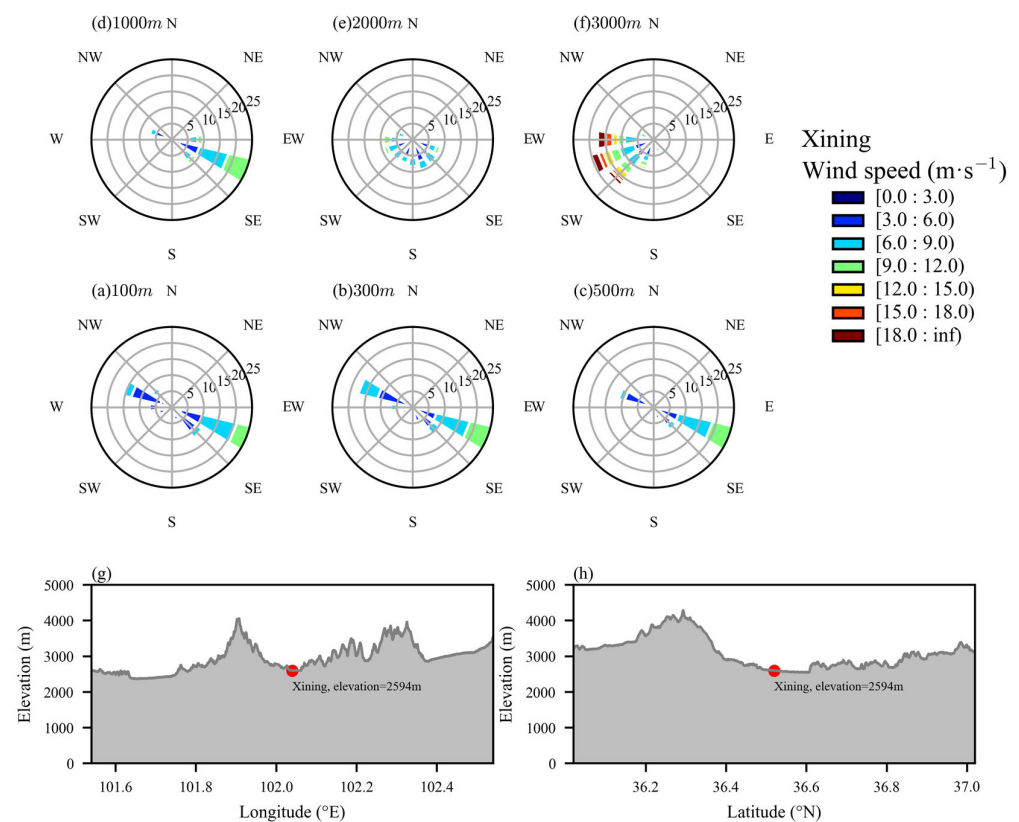 (d)1000m N
(e)2000m N
(f)3000m N
NW NE NW NE NW NE
5 10 15 20 25
5 10 15 20 25
5 10 15 20 25
W EW EW E
SW SE SW SE SW SE
S S S
Xining
Wind speed (m·s⁻¹)
[0.0 : 3.0)
[3.0 : 6.0)
[6.0 : 9.0)
[9.0 : 12.0)
[12.0 : 15.0)
[15.0 : 18.0)
[18.0 : inf)
(a)100m N
(b)300m N
(c)500m N
NW NE NW NE NW NE
5 10 15 20 25
5 10 15 20 25
5 10 15 20 25
W EW EW E
SW SE SW SE SW SE
S S S
(g)
Elevation (m)
5000
4000
3000
2000
1000
0
Xining, elevation=2594m
101.6 101.8 102.0 102.2 102.4
Longitude (°E)
(h)
Elevation (m)
5000
4000
3000
2000
1000
0
Xining, elevation=2594m
36.2 36.4 36.6 36.8 37.0
Latitude (°N)